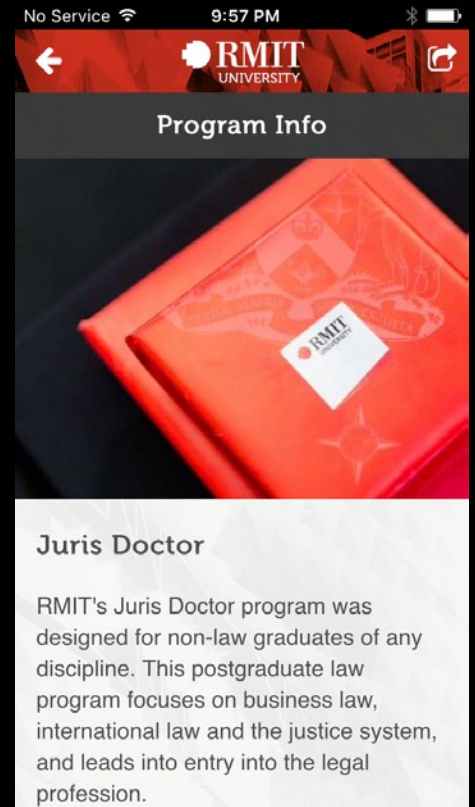 No Service 9:57 PM
RMIT
UNIVERSITY
Program Info
RMIT
UNIVERSITY
Juris Doctor
RMIT's Juris Doctor program was
designed for non-law graduates of any
discipline. This postgraduate law
program focuses on business law,
international law and the justice system,
and leads into entry into the legal
profession.